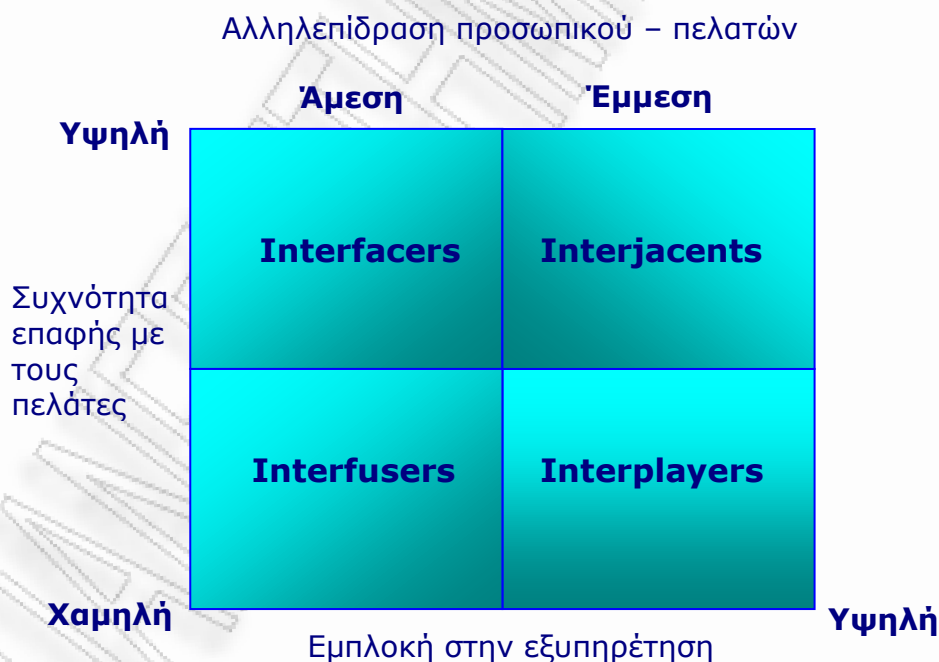 Αλληλεπίδραση προσωπικού – πελατών
Άμεση Έμμεση
Υψηλή
Interfacers Interjacents
Συχνότητα
επαφής με
τους
πελάτες
Interfusers Interplayers
Χαμηλή Υψηλή
Εμπλοκή στην εξυπηρέτηση